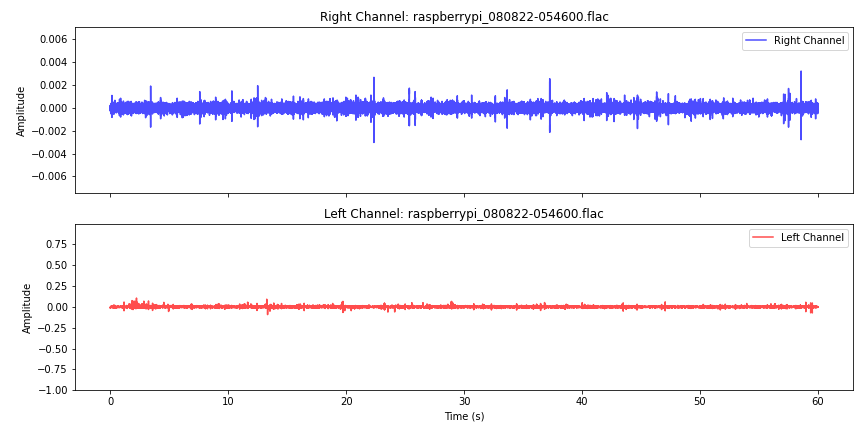 Right Channel: raspberrypi_080822-054600.flac
Right Channel
Amplitude
0.006
0.004
0.002
0.000
−0.002
−0.004
−0.006
Left Channel: raspberrypi_080822-054600.flac
Left Channel
Amplitude
0.75
0.50
0.25
0.00
−0.25
−0.50
−0.75
−1.00
0 10 20 30 40 50 60
Time (s)